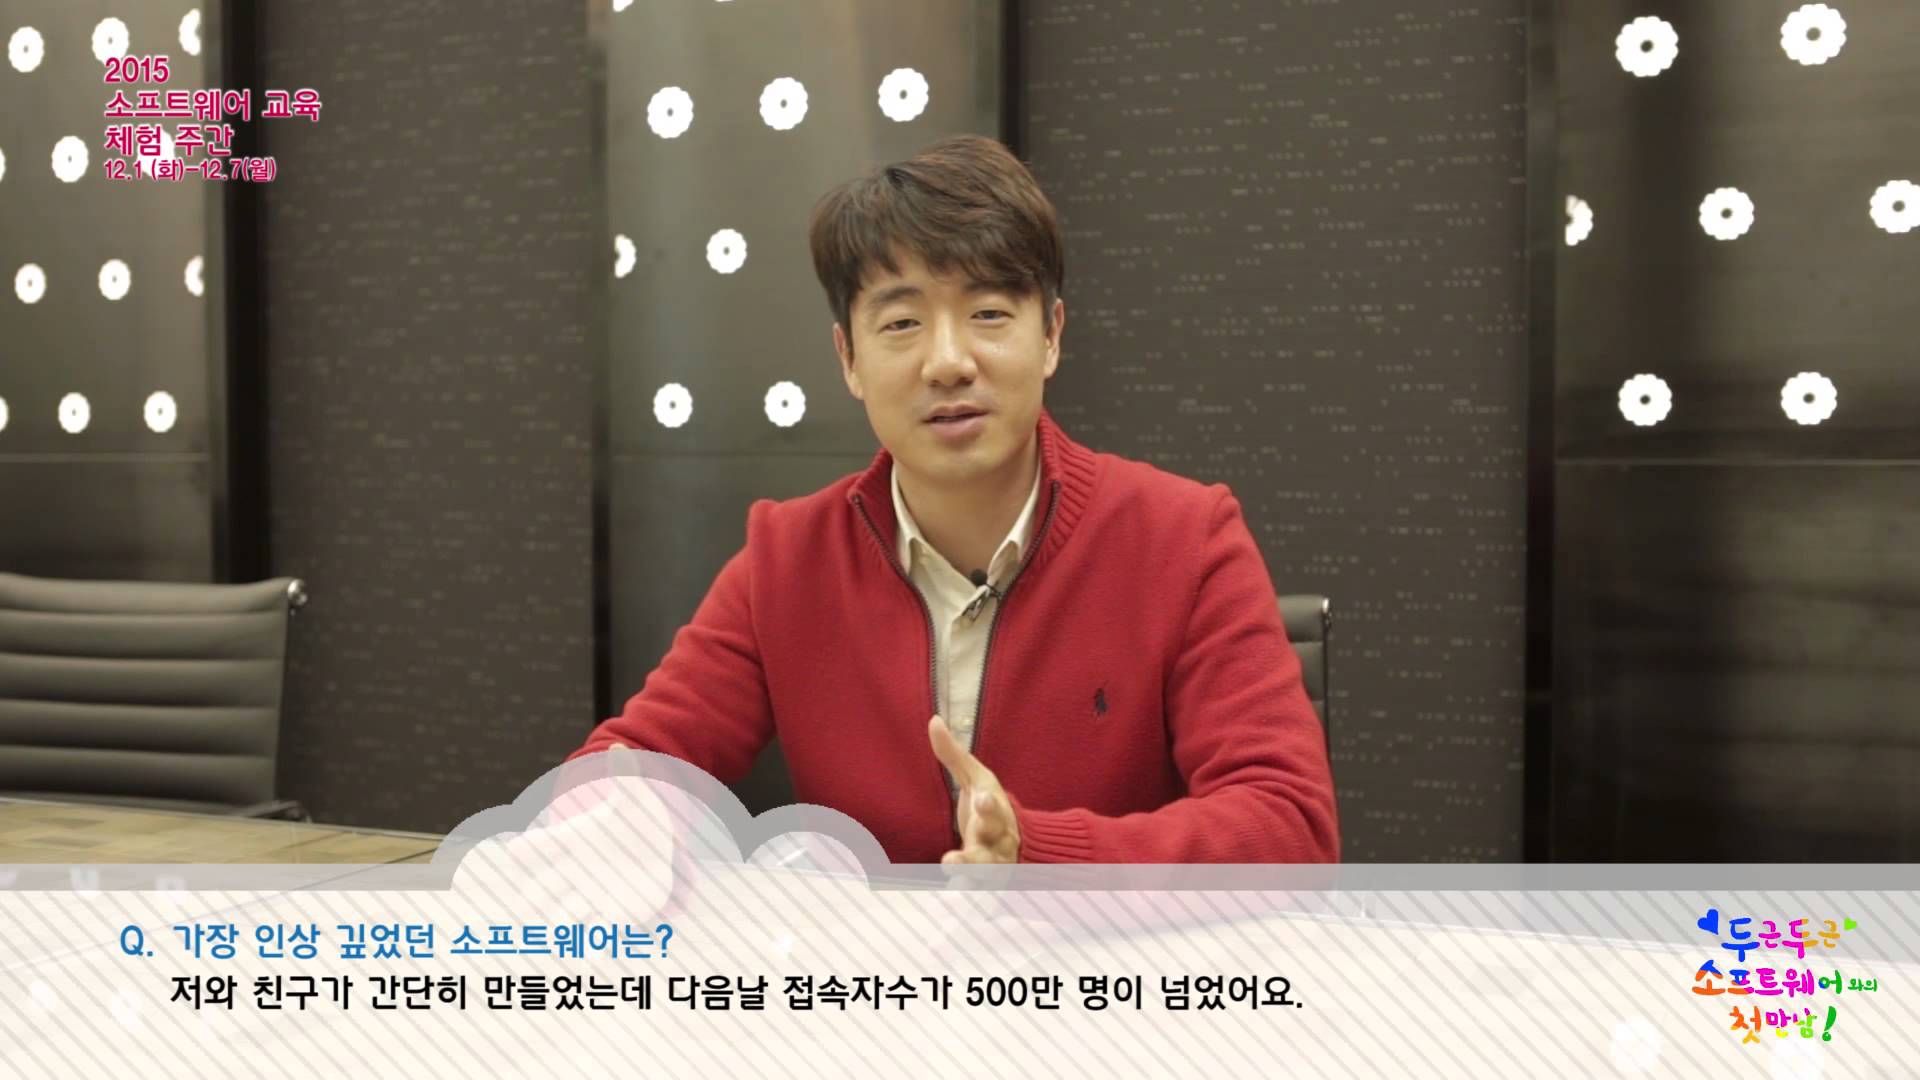 2015
소프트웨어 교육
체험 주간
12.1 (화)-12.7(월)
Q. 가장 인상 깊었던 소프트웨어는?
저와 친구가 간단히 만들었는데 다음날 접속자수가 500만 명이 넘었어요.
두근두근
소프트웨어와의
첫만남!